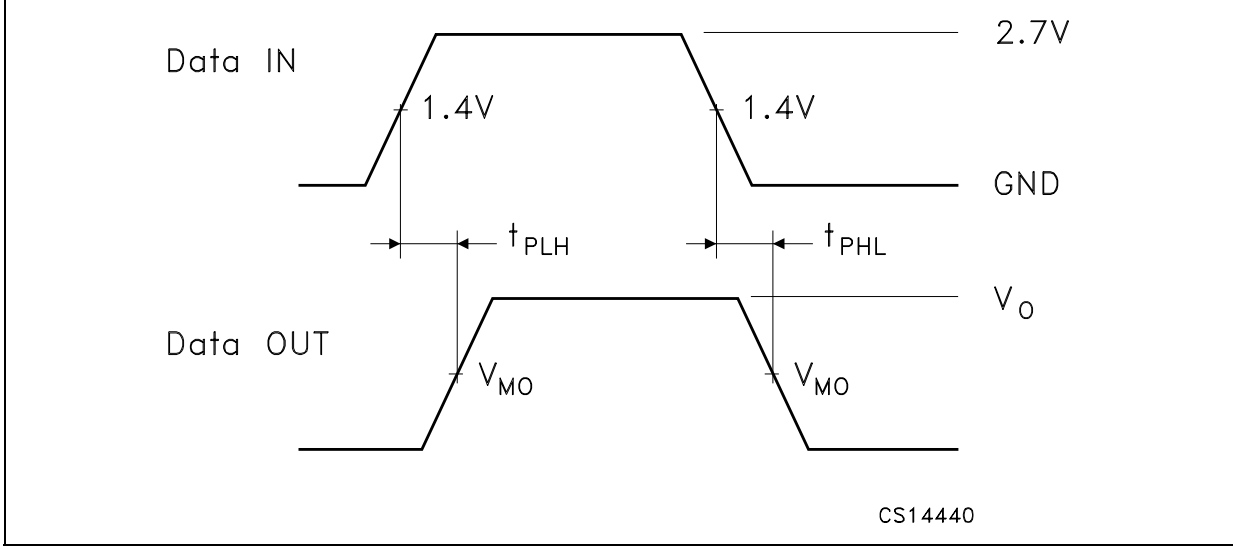 2.7V
Data IN
1.4V 1.4V
GND
tPLH tPHL
VO
Data OUT
VMO VMO
CS14440